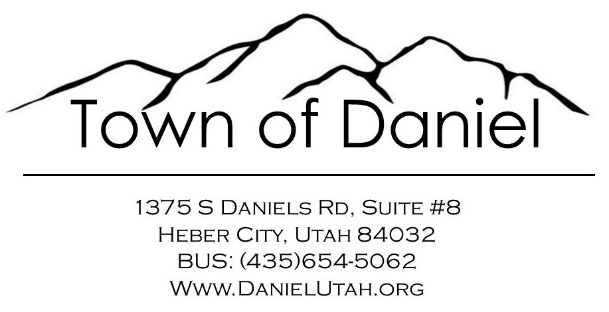 Town of Daniel
1375 S Daniels Rd, Suite #8
Heber City, Utah 84032
BUS: (435)654-5062
Www.DanielUtah.org